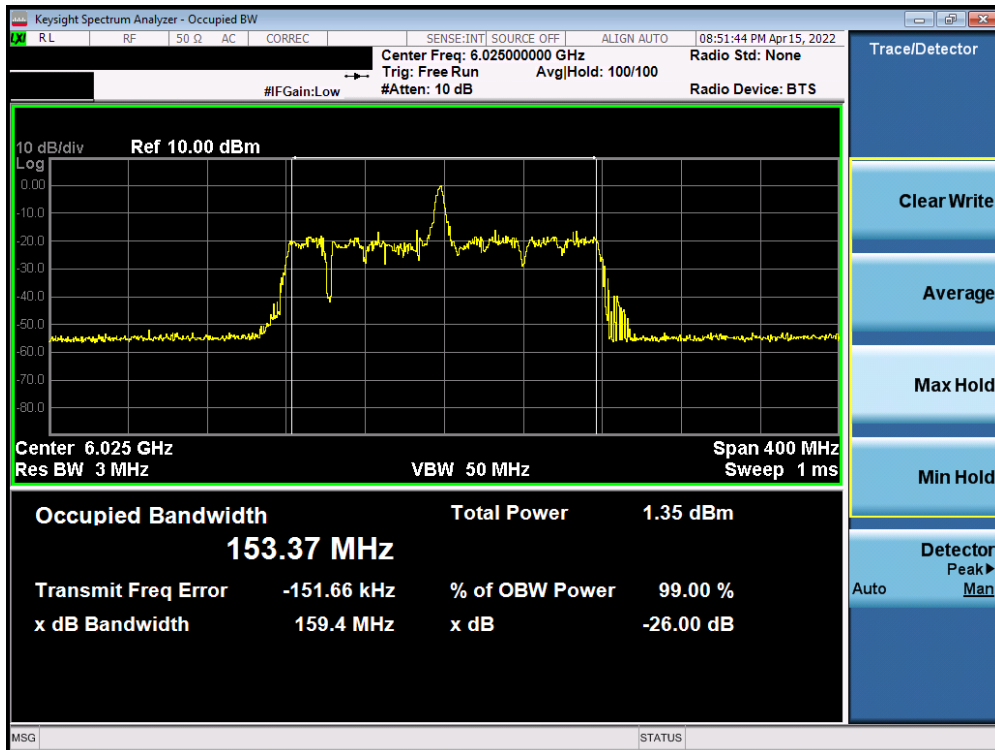 Keysight Spectrum Analyzer - Occupied BW
LXI RL RF 50 Ω AC CORREC SENSE:INT SOURCE OFF ALIGN AUTO 08:51:44 PM Apr 15, 2022
Center Freq: 6.025000000 GHz Radio Std: None
Trig: Free Run Avg|Hold: 100/100
#IFGain:Low #Atten: 10 dB Radio Device: BTS
Trace/Detector
10 dB/div Ref 10.00 dBm
Log
0.00
-10.0
-20.0
-30.0
-40.0
-50.0
-60.0
-70.0
-80.0
Center 6.025 GHz Span 400 MHz
Res BW 3 MHz VBW 50 MHz Sweep 1 ms
Occupied Bandwidth Total Power 1.35 dBm
153.37 MHz
Transmit Freq Error -151.66 kHz % of OBW Power 99.00 %
x dB Bandwidth 159.4 MHz x dB -26.00 dB
Clear Write
Average
Max Hold
Min Hold
Detector
Peak▶
Auto Man
MSG STATUS